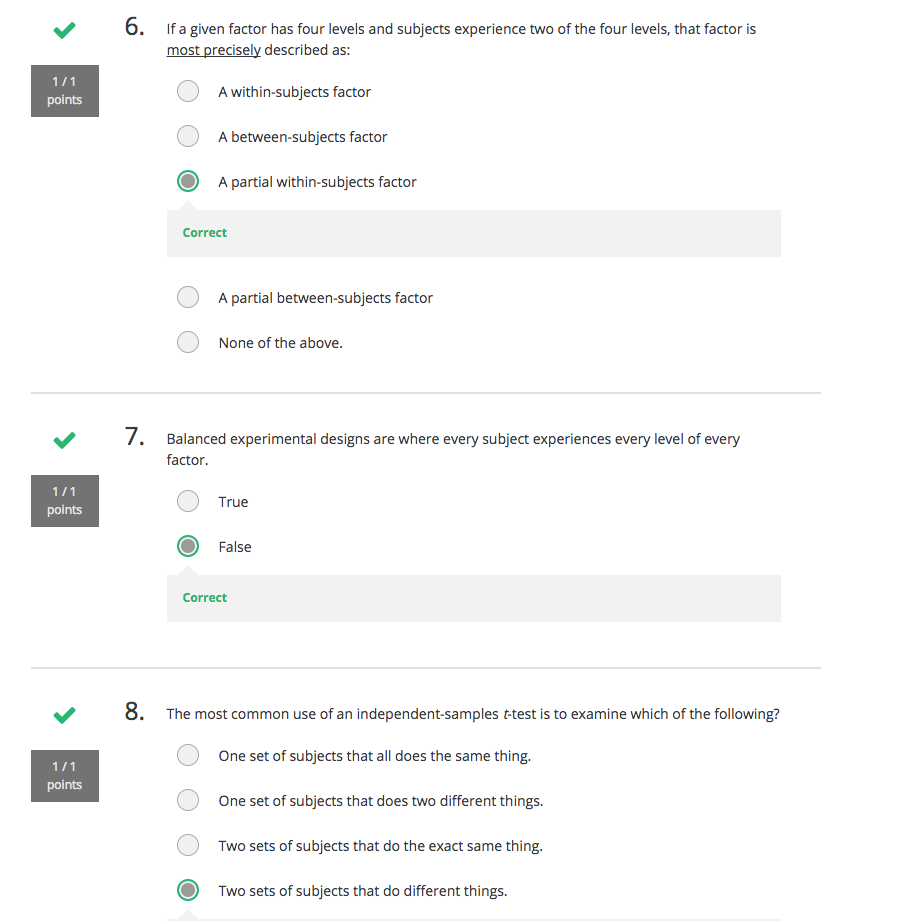 6. If a given factor has four levels and subjects experience two of the four levels, that factor is
most precisely described as:
1 / 1
points
A within-subjects factor
A between-subjects factor
A partial within-subjects factor
Correct
A partial between-subjects factor
None of the above.
7. Balanced experimental designs are where every subject experiences every level of every
factor.
1 / 1
points
True
False
Correct
8. The most common use of an independent-samples t-test is to examine which of the following?
1 / 1
points
One set of subjects that all does the same thing.
One set of subjects that does two different things.
Two sets of subjects that do the exact same thing.
Two sets of subjects that do different things.